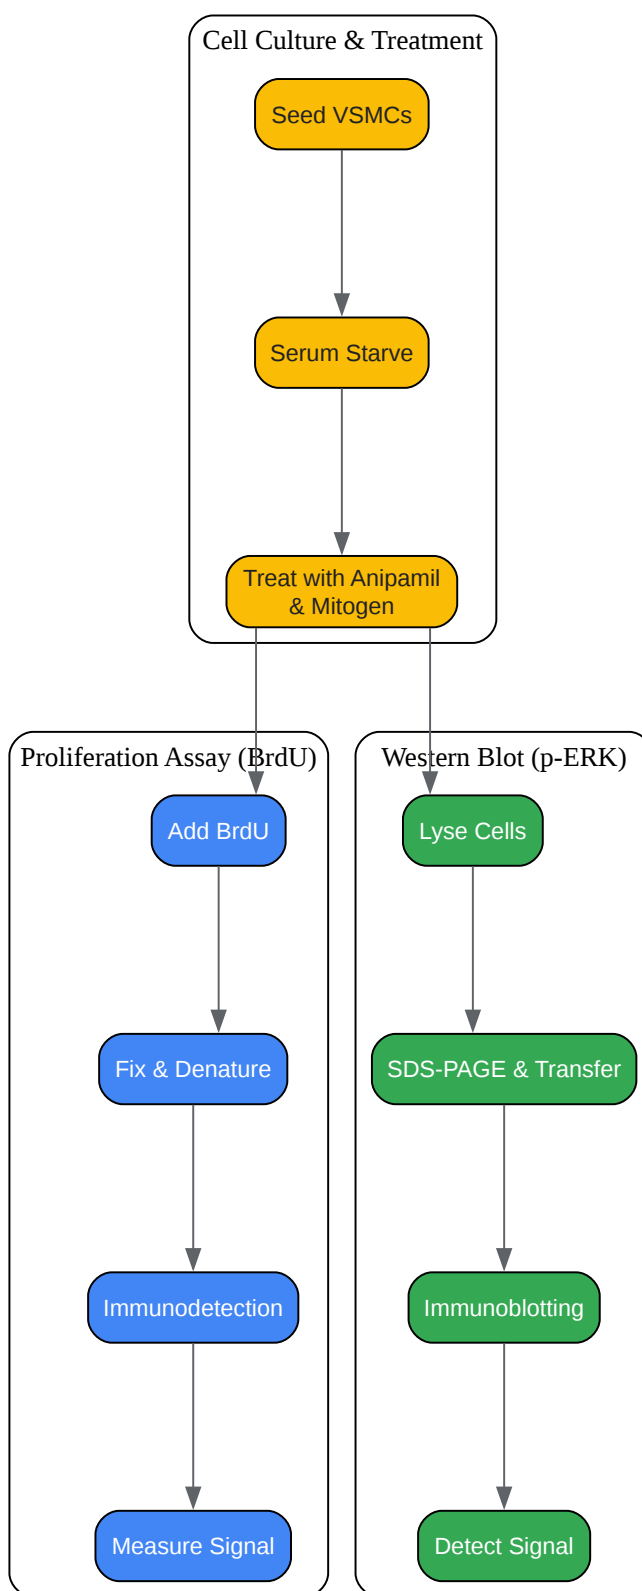 Cell Culture & Treatment
Seed VSMCs
Serum Starve
Treat with Anipamil
& Mitogen
Proliferation Assay (BrdU)
Add BrdU
Fix & Denature
Immunodetection
Measure Signal
Western Blot (p-ERK)
Lyse Cells
SDS-PAGE & Transfer
Immunoblotting
Detect Signal